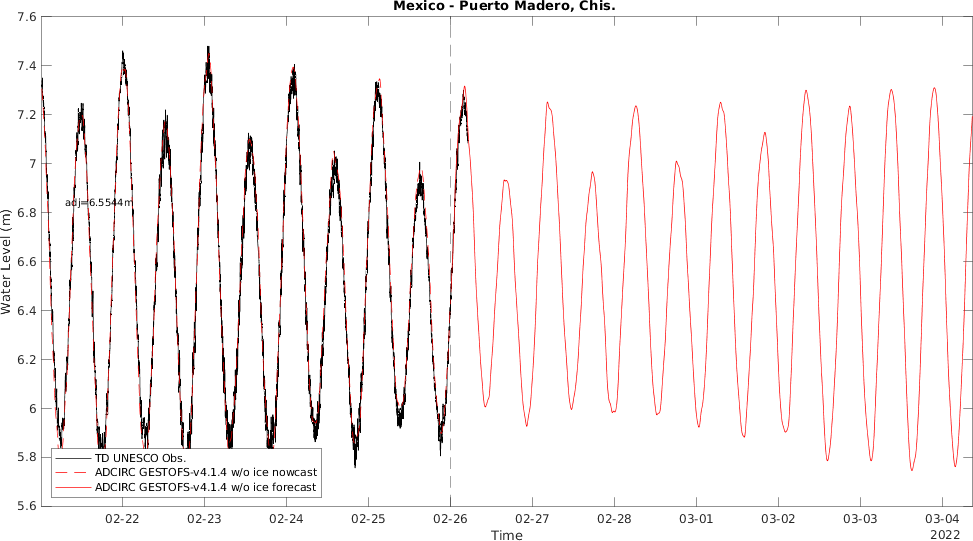 Mexico - Puerto Madero, Chis.
7.6
7.4
7.2
7
6.8
6.6
6.4
6.2
6
5.8
5.6
Water Level (m)
adj=6.5544m
TD UNESCO Obs.
ADCIRC GESTOFS-v4.1.4 w/o ice nowcast
ADCIRC GESTOFS-v4.1.4 w/o ice forecast
02-22 02-23 02-24 02-25 02-26 02-27 02-28 03-01 03-02 03-03 03-04
2022
Time